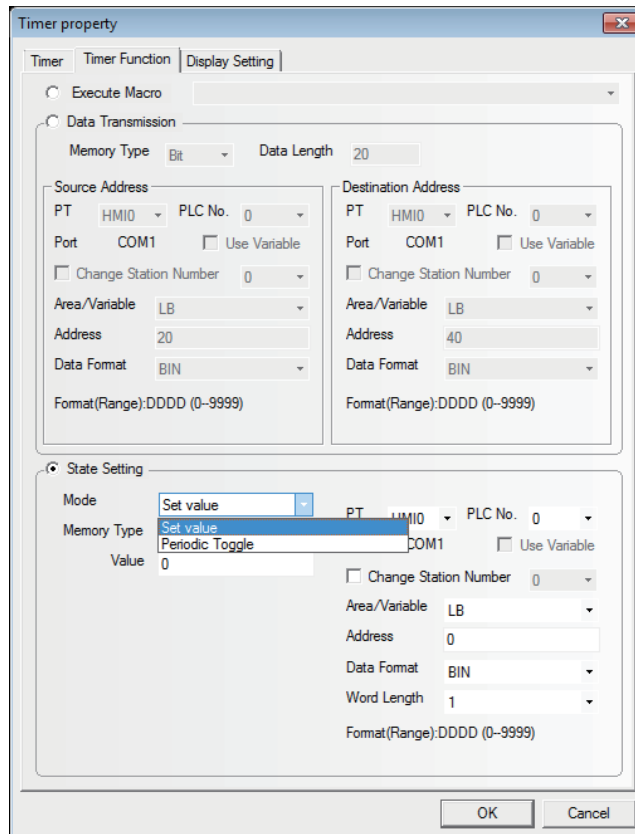 Timer property
Timer Timer Function Display Setting
Execute Macro
Data Transmission
Memory Type Bit Data Length 20
Source Address
PT HMI0 PLC No. 0
Port COM1 Use Variable
Change Station Number 0
Area/Variable LB
Address 20
Data Format BIN
Format(Range):DDDD (0--9999)
Destination Address
PT HMI0 PLC No. 0
Port COM1 Use Variable
Change Station Number 0
Area/Variable LB
Address 40
Data Format BIN
Format(Range):DDDD (0--9999)
State Setting
Mode Set value
Set value
Periodic Toggle
Memory Type
Value 0
PT HMI0 PLC No. 0
COM1 Use Variable
Change Station Number 0
Area/Variable LB
Address 0
Data Format BIN
Word Length 1
Format(Range):DDDD (0--9999)
OK Cancel